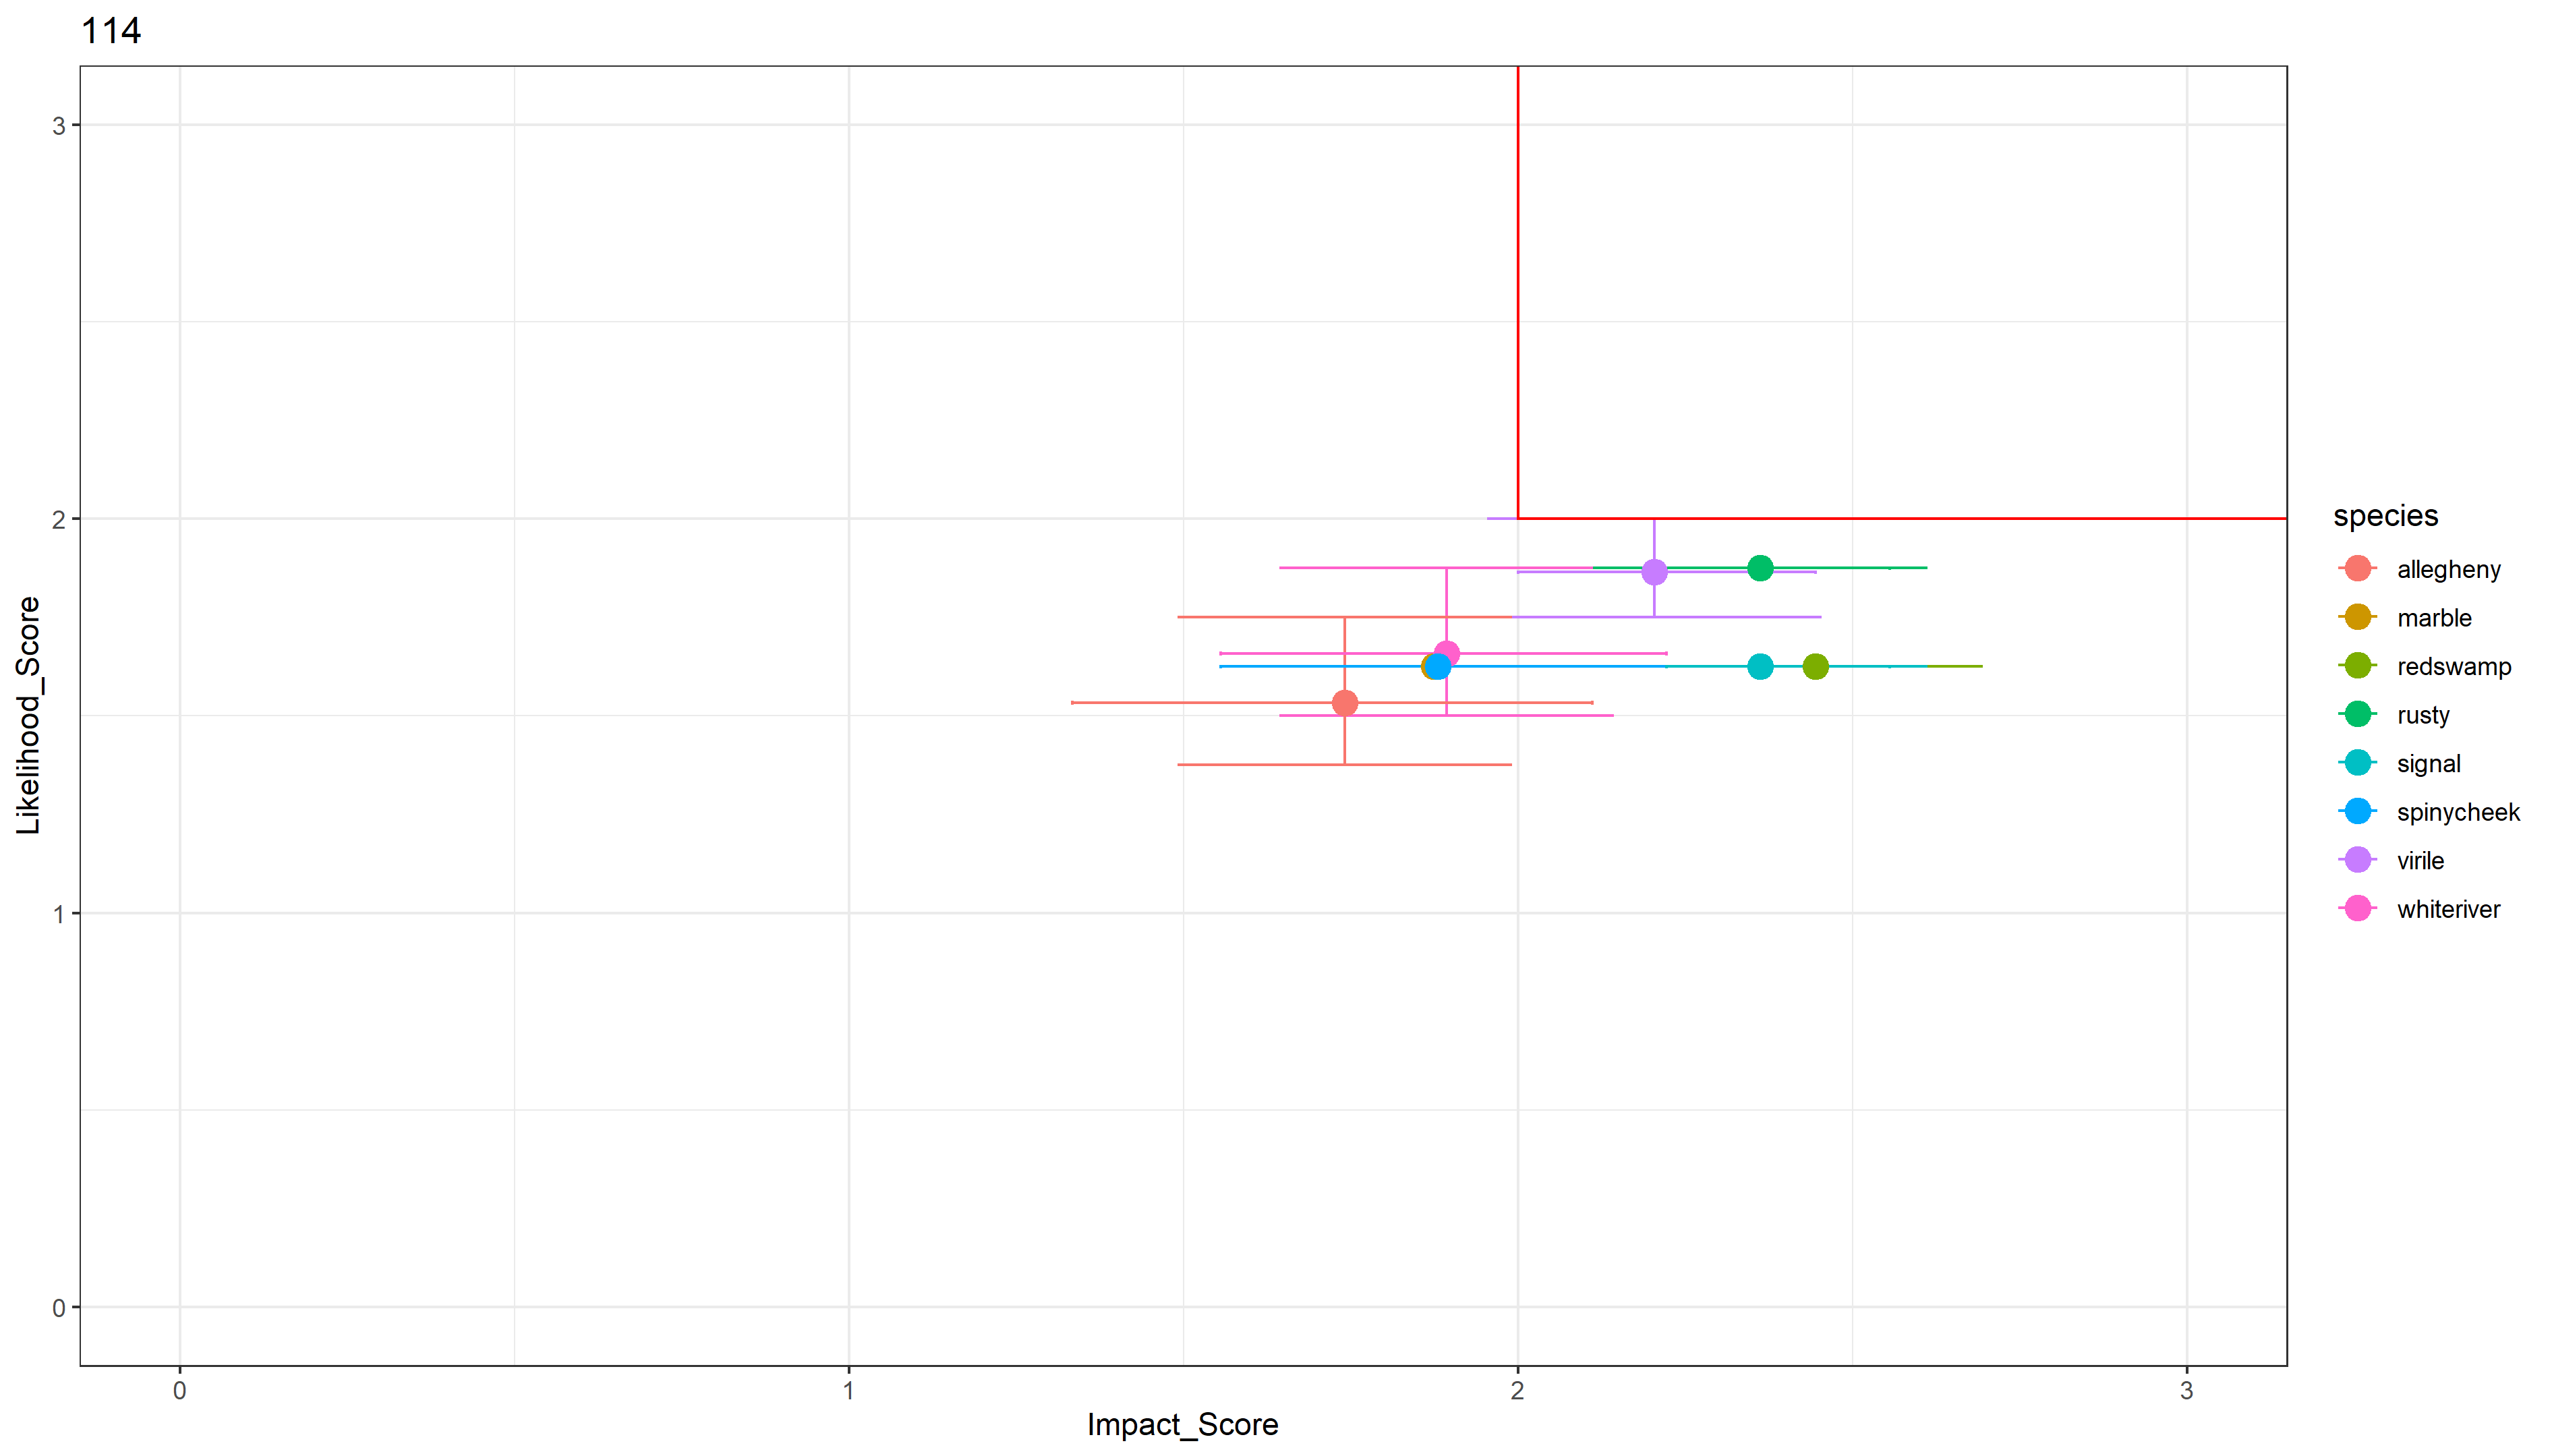 114
3
2
1
0
Likelihood_Score
0
1
2
3
Impact_Score
species
allegheny
marble
redswamp
rusty
signal
spinycheek
virile
whiteriver